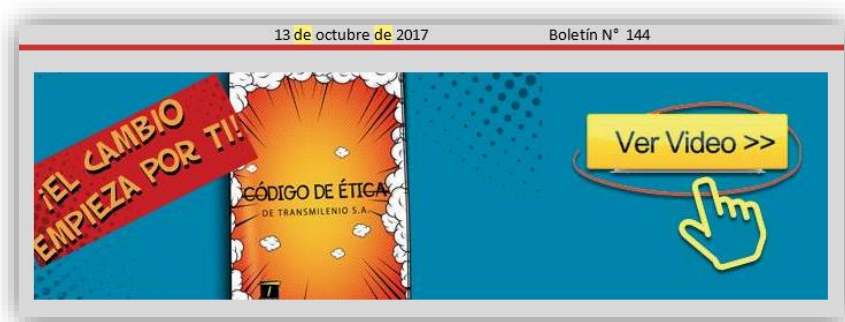 13 de octubre de 2017 Boletín N° 144
¡EL CAMBIO
EMPIEZA POR TI!
CÓDIGO DE ÉTICA
DE TRANSMILENIO S.A.
Ver Video >>